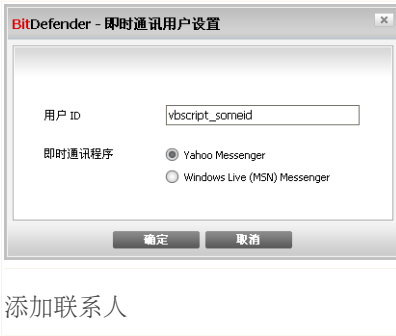 BitDefender - 即时通讯用户设置
用户 ID
vbscript_someid
即时通讯程序
Yahoo Messenger
Windows Live (MSN) Messenger
确定
取消
添加联系人